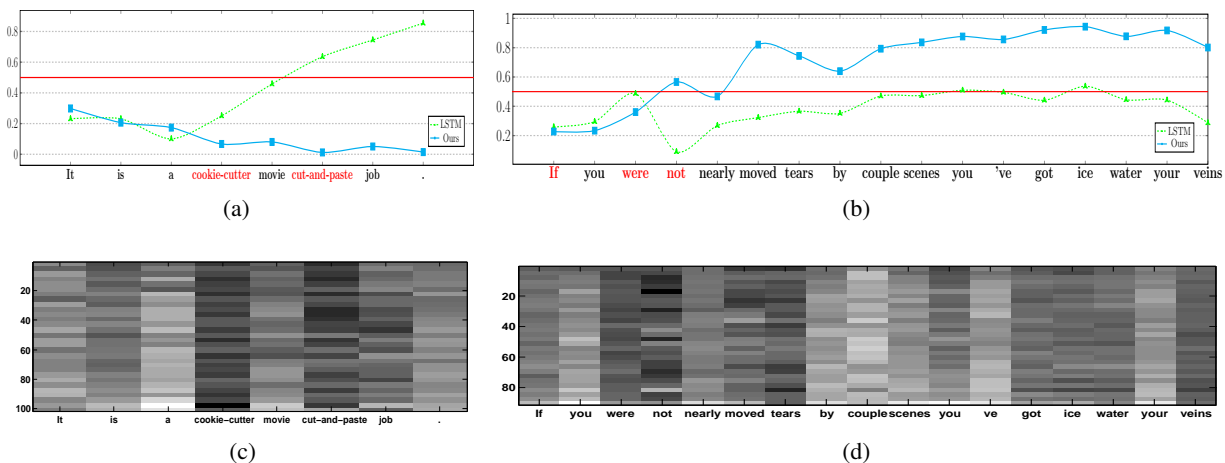 0.8
0.6
0.4
0.2
0
LSTM
Ours
It is a cookie-cutter movie cut-and-paste job .
(a)
1
0.8
0.6
0.4
0.2
LSTM
Ours
If you were not nearly moved tears by couple scenes you 've got ice water your veins
(b)
20
40
60
80
100
It is a cookie-cutter movie cut-and-paste job .
(c)
20
40
60
80
If you were not nearly moved tears by couple scenes you ve got ice water your veins
(d)